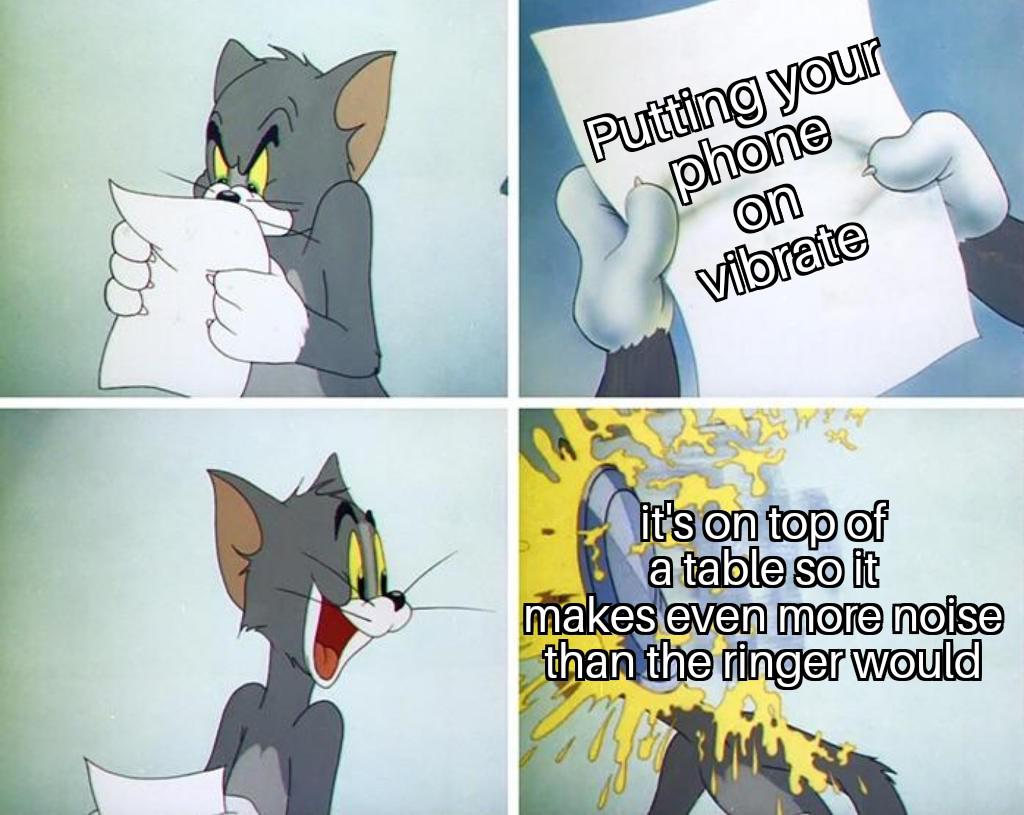 Putting your
phone
on
vibrate
it's on top of
a table so it
makes even more noise
than the ringer would